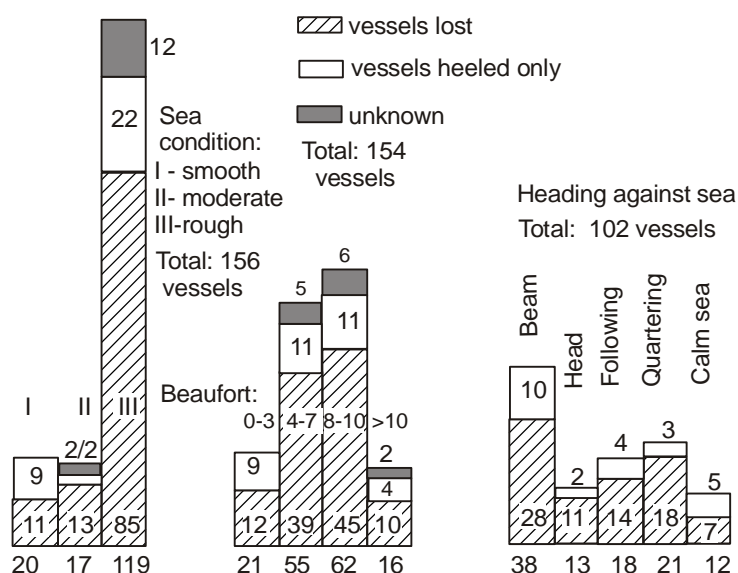 12
22
Sea
condition:
I - smooth
II- moderate
III-rough
Total: 156
vessels
I
II
III
2/2
9
11
13
85
20
17
119
vessels lost
vessels heeled only
unknown
Total: 154
vessels
Beaufort:
0-3
4-7
8-10
>10
5
6
11
11
9
2
4
12
39
45
10
21
55
62
16
Heading against sea
Total: 102 vessels
Beam
Head
Following
Quartering
Calm sea
10
2
4
3
5
28
11
14
18
7
38
13
18
21
12